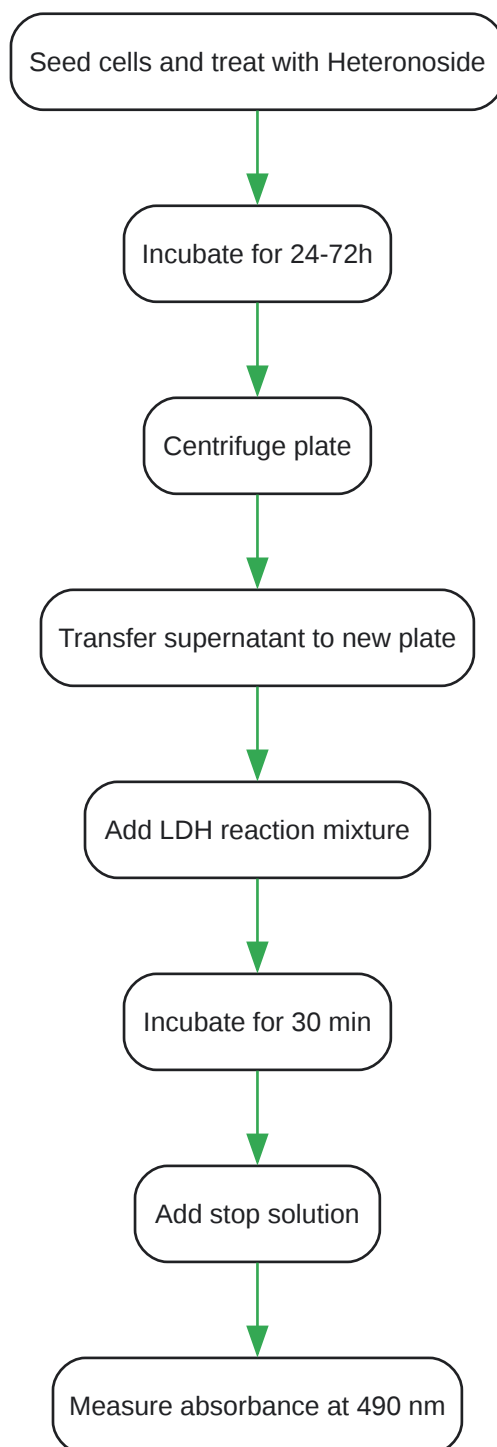 Seed cells and treat with Heteronoside
Incubate for 24-72h
Centrifuge plate
Transfer supernatant to new plate
Add LDH reaction mixture
Incubate for 30 min
Add stop solution
Measure absorbance at 490 nm